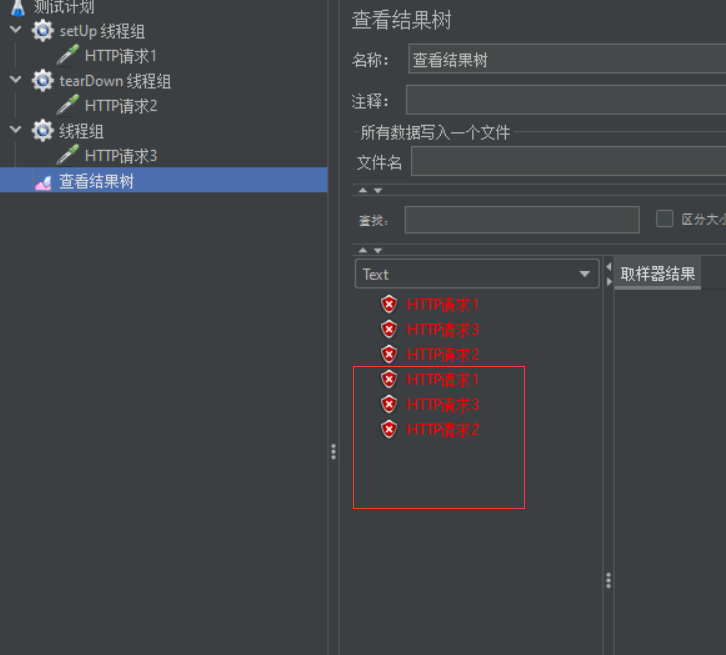 测试计划
setUp 线程组
HTTP请求1
tearDown 线程组
HTTP请求2
线程组
HTTP请求3
查看结果树
查看结果树
名称：
查看结果树
注释：
所有数据写入一个文件
文件名
查找：
区分大小
Text
取样器结果
HTTP请求1
HTTP请求3
HTTP请求2
HTTP请求1
HTTP请求3
HTTP请求2